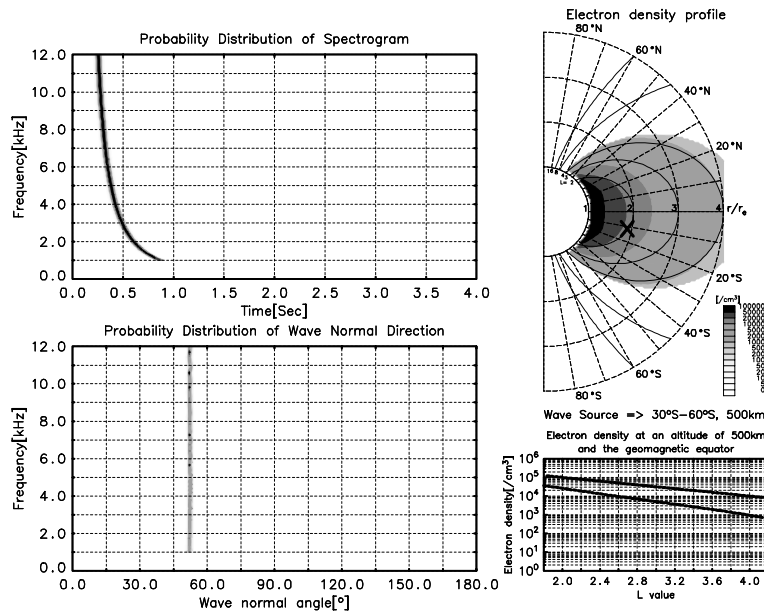 Probability Distribution of Spectrogram
Frequency[kHz]
12.0
10.0
8.0
6.0
4.0
2.0
0.0
0.0 0.5 1.0 1.5 2.0 2.5 3.0 3.5 4.0
Time[Sec]
Probability Distribution of Wave Normal Direction
Frequency[kHz]
12.0
10.0
8.0
6.0
4.0
2.0
0.0
0.0 30.0 60.0 90.0 120.0 150.0 180.0
Wave normal angle[°]
Electron density profile
80°N
60°N
40°N
20°N
1 2 3 4 r/re
20°S
40°S
60°S
80°S
[/cm³]
Wave Source => 30°S-60°S, 500km
Electron density at an altitude of 500km
and the geomagnetic equator
Electron density[/cm³]
10⁶
10⁵
10⁴
10³
10²
10¹
10⁰
2.0 2.4 2.8 3.2 3.6 4.0
L value